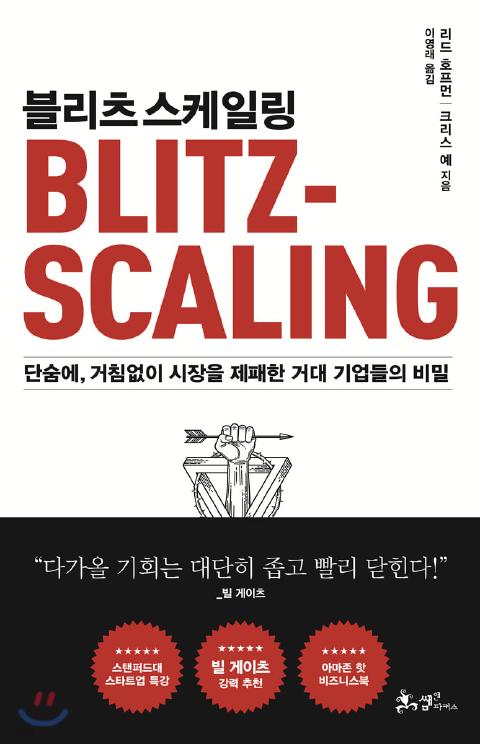 리드 호프먼 | 크리스 예 지음
이영래 옮김
블리츠스케일링
BLITZ-
SCALING
단숨에, 거침없이 시장을 제패한 거대 기업들의 비밀
“다가올 기회는 대단히 좁고 빨리 닫힌다!”
_빌 게이츠
스탠퍼드대
스타트업 특강
빌 게이츠
강력 추천
아마존 핫
비즈니스북
쌤앤파커스